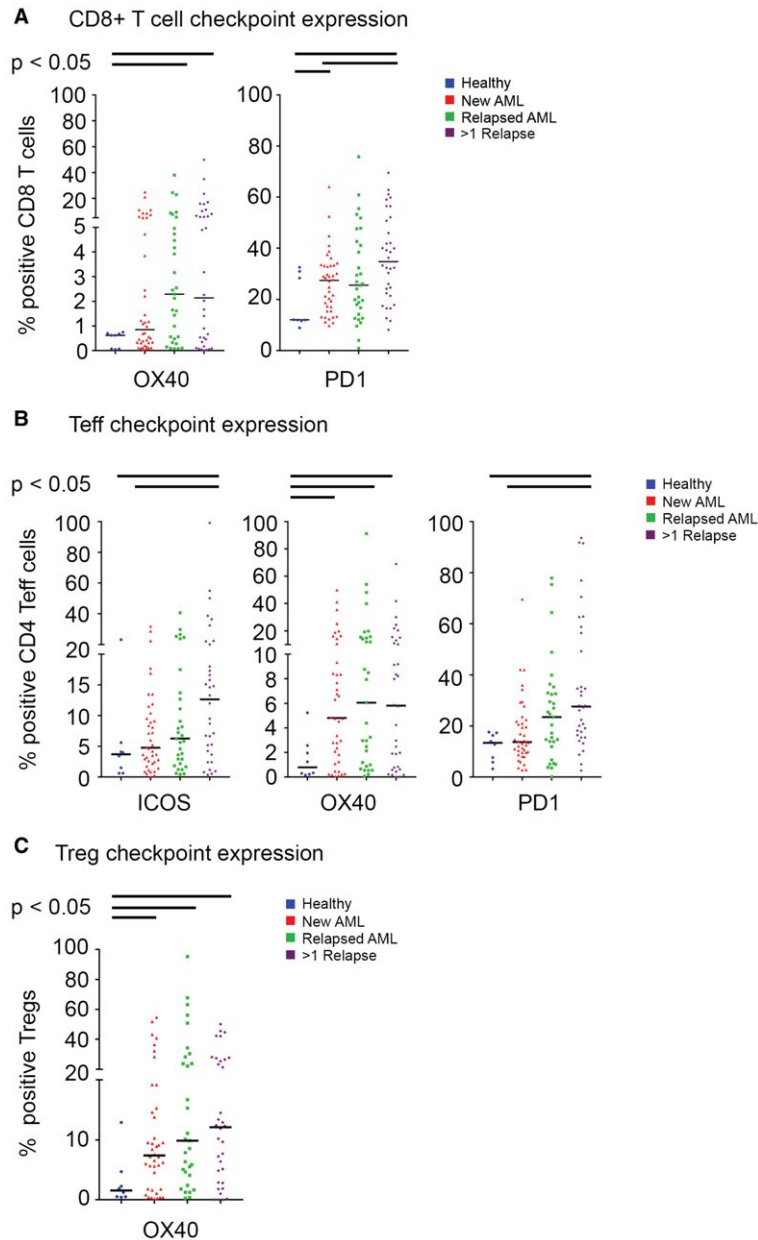 A CD8+ T cell checkpoint expression
p < 0.05
Healthy
New AML
Relapsed AML
>1 Relapse
% positive CD8 T cells
100
80
60
40
20
5
4
3
2
1
0
OX40
100
80
60
40
20
0
PD1
B Teff checkpoint expression
p < 0.05
Healthy
New AML
Relapsed AML
>1 Relapse
% positive CD4 Teff cells
100
80
60
40
20
15
10
5
0
ICOS
100
80
60
40
20
10
8
6
4
2
0
OX40
100
80
60
40
20
0
PD1
C Treg checkpoint expression
p < 0.05
Healthy
New AML
Relapsed AML
>1 Relapse
% positive Tregs
100
80
60
40
20
10
0
OX40